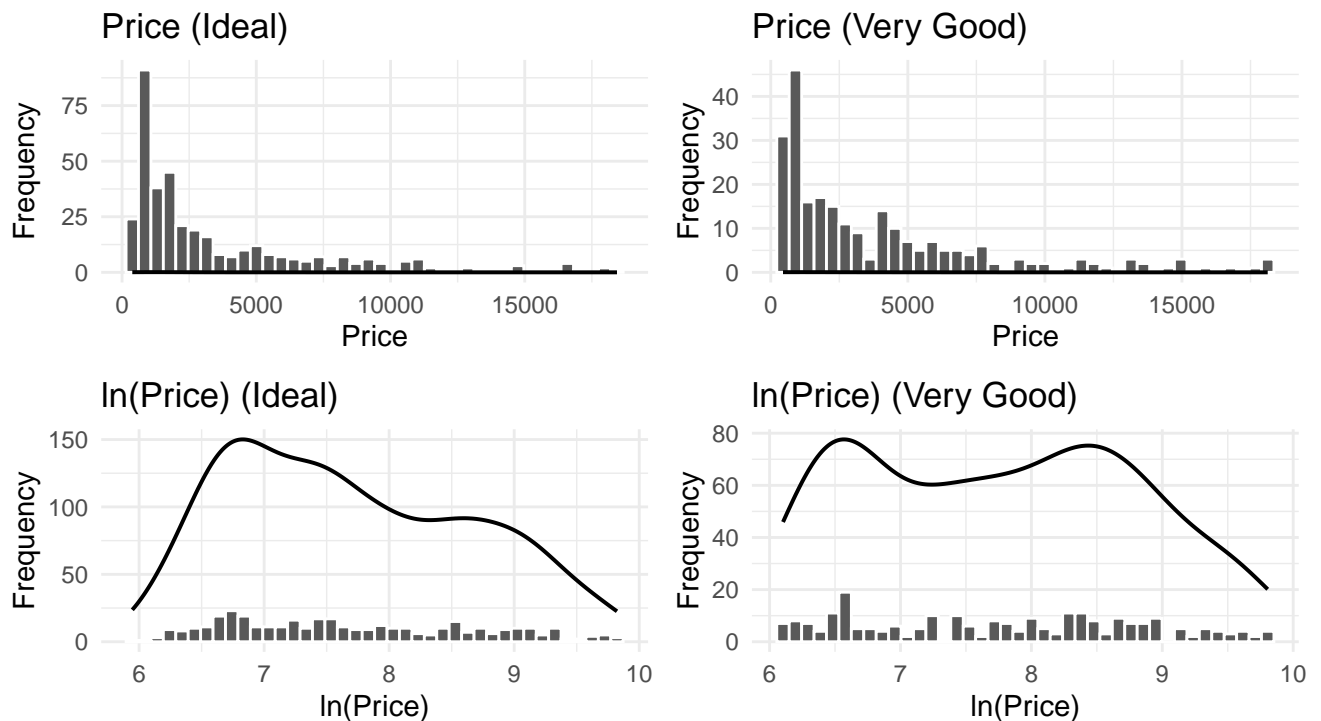 Price (Ideal)
Frequency
75
50
25
0
0 5000 10000 15000
Price
Price (Very Good)
Frequency
40
30
20
10
0
0 5000 10000 15000
Price
ln(Price) (Ideal)
Frequency
150
100
50
0
6 7 8 9 10
ln(Price)
ln(Price) (Very Good)
Frequency
80
60
40
20
0
6 7 8 9 10
ln(Price)